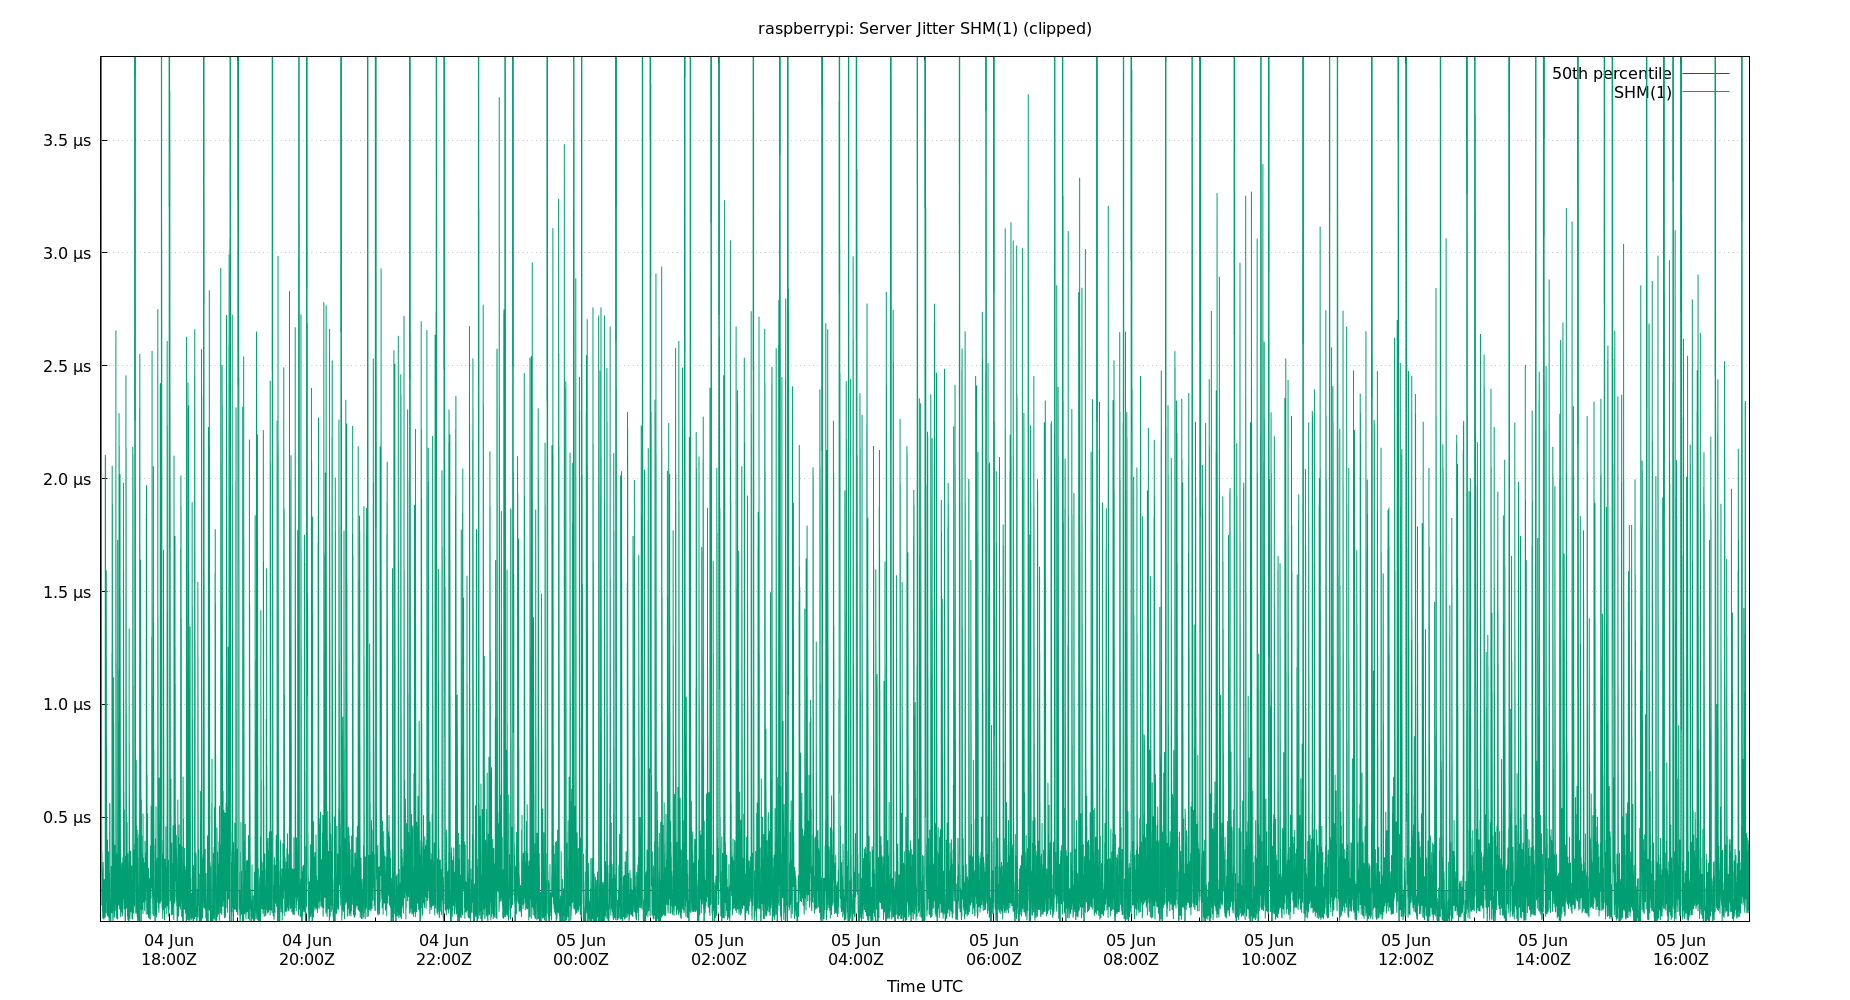 raspberrypi: Server Jitter SHM(1) (clipped)
50th percentile
SHM(1)
3.5 µs
3.0 µs
2.5 µs
2.0 µs
1.5 µs
1.0 µs
0.5 µs
04 Jun 04 Jun 04 Jun 05 Jun 05 Jun 05 Jun 05 Jun 05 Jun 05 Jun 05 Jun 05 Jun 05 Jun
18:00Z 20:00Z 22:00Z 00:00Z 02:00Z 04:00Z 06:00Z 08:00Z 10:00Z 12:00Z 14:00Z 16:00Z
Time UTC